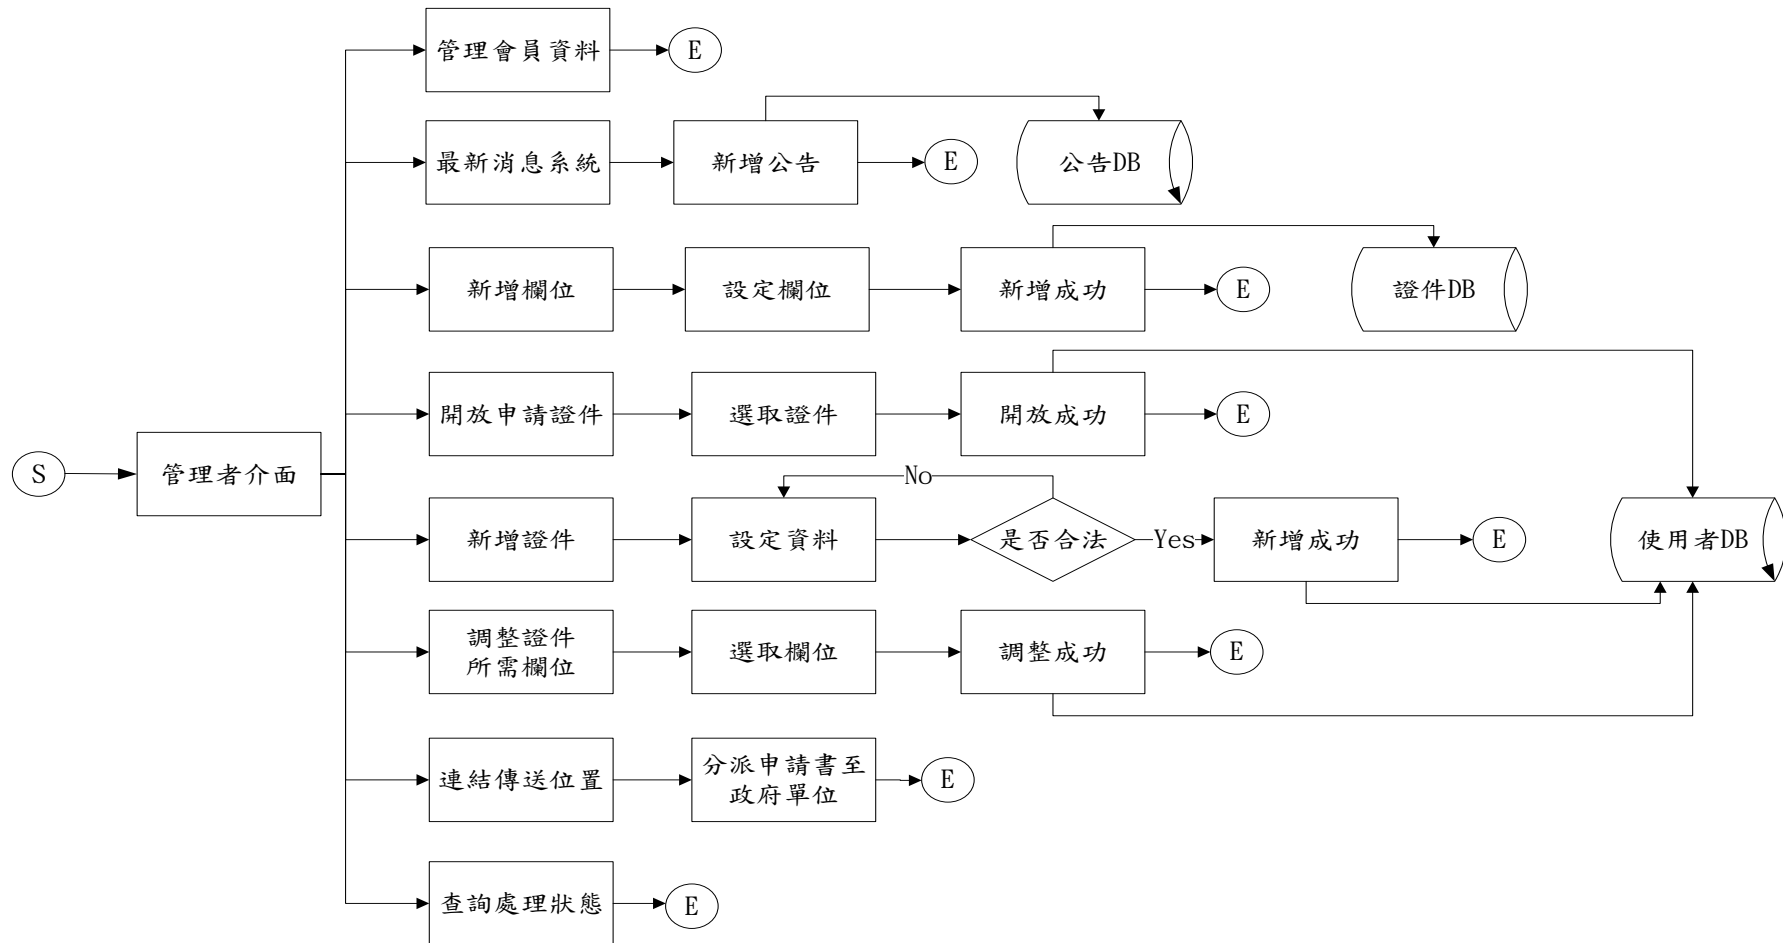 管理會員資料
E
最新消息系統
新增公告
E
公告DB
新增欄位
設定欄位
新增成功
E
證件DB
開放申請證件
選取證件
開放成功
E
S
管理者介面
No
新增證件
設定資料
是否合法
Yes
新增成功
E
使用者DB
調整證件
所需欄位
選取欄位
調整成功
E
連結傳送位置
分派申請書至
政府單位
E
查詢處理狀態
E